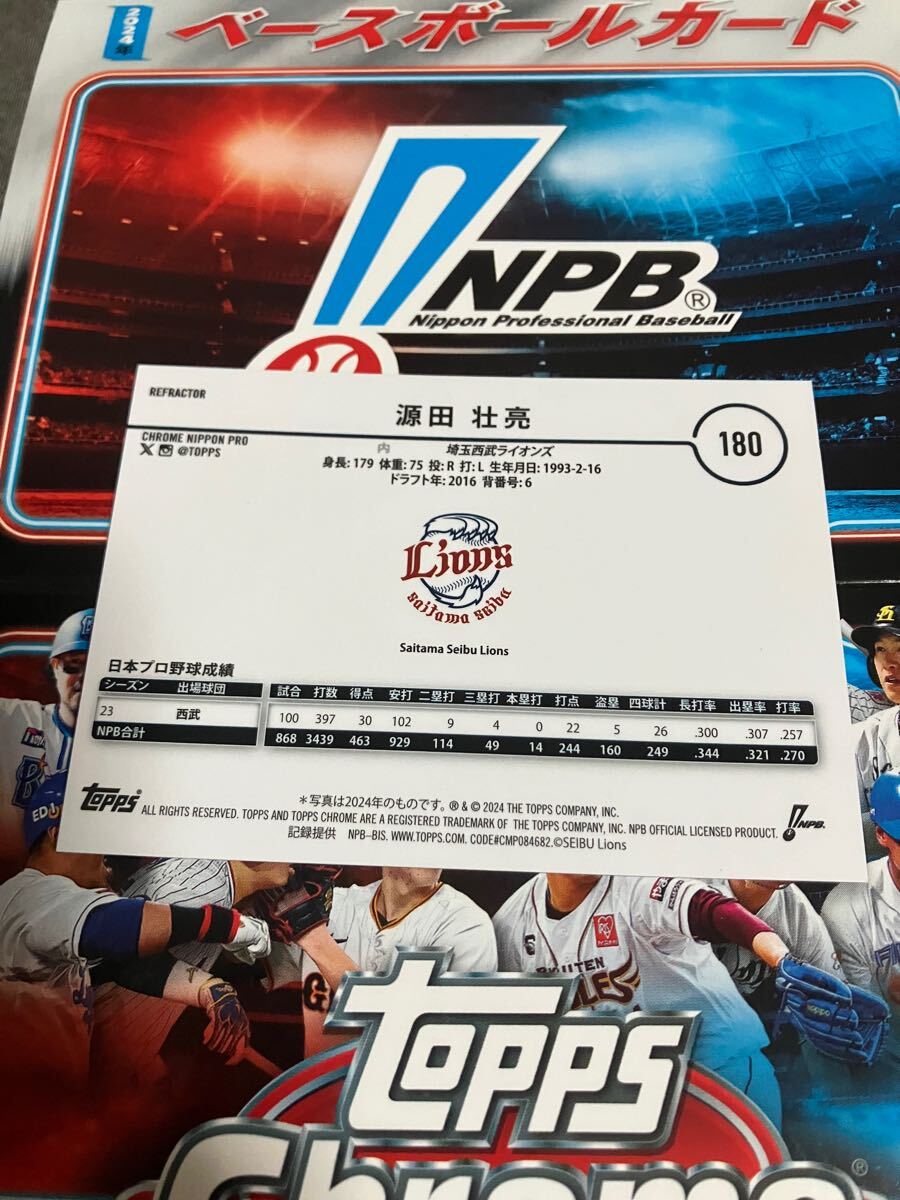 2024年
ベースボールカード
NPB®
Nippon Professional Baseball
REFRACTOR
源田 壮亮
180
CHROME NIPPON PRO
@TOPPS
内 埼玉西武ライオンズ
身長: 179 体重: 75 投: R 打: L 生年月日: 1993-2-16
ドラフト年: 2016 背番号: 6
Lions
saitama seibu
Saitama Seibu Lions
日本プロ野球成績
シーズン 出場球団 試合 打数 得点 安打 二塁打 三塁打 本塁打 打点 盗塁 四球計 長打率 出塁率 打率
23 西武 100 397 30 102 9 4 0 22 5 26 .300 .307 .257
NPB合計 868 3439 463 929 114 49 14 244 160 249 .344 .321 .270
topps®
＊写真は2024年のものです。 ® & © 2024 THE TOPPS COMPANY, INC.
ALL RIGHTS RESERVED. TOPPS AND TOPPS CHROME ARE A REGISTERED TRADEMARK OF THE TOPPS COMPANY, INC. NPB OFFICIAL LICENSED PRODUCT.
記録提供 NPB–BIS. WWW.TOPPS.COM. CODE#CMP084682.©SEIBU Lions
NPB.
topps
Chrome
®